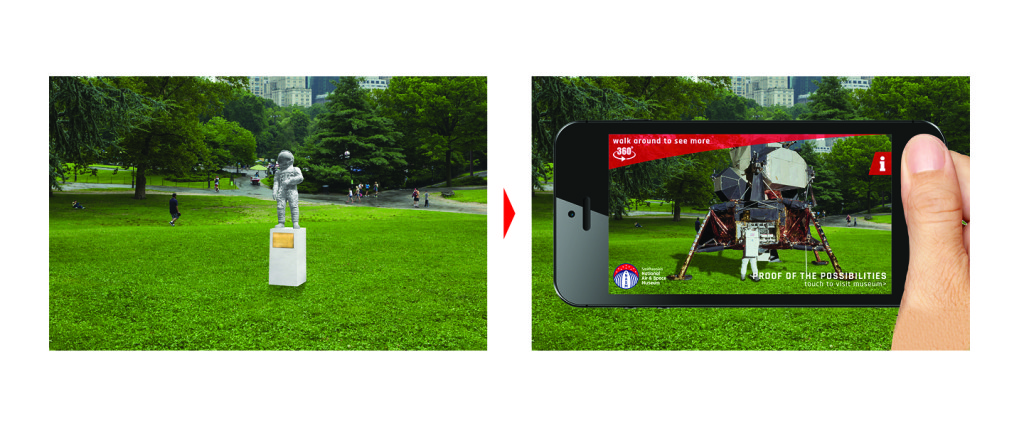 walk around to see more
360°
i
Smithsonian
National
Air & Space
Museum
PROOF OF THE POSSIBILITIES
touch to visit museum>